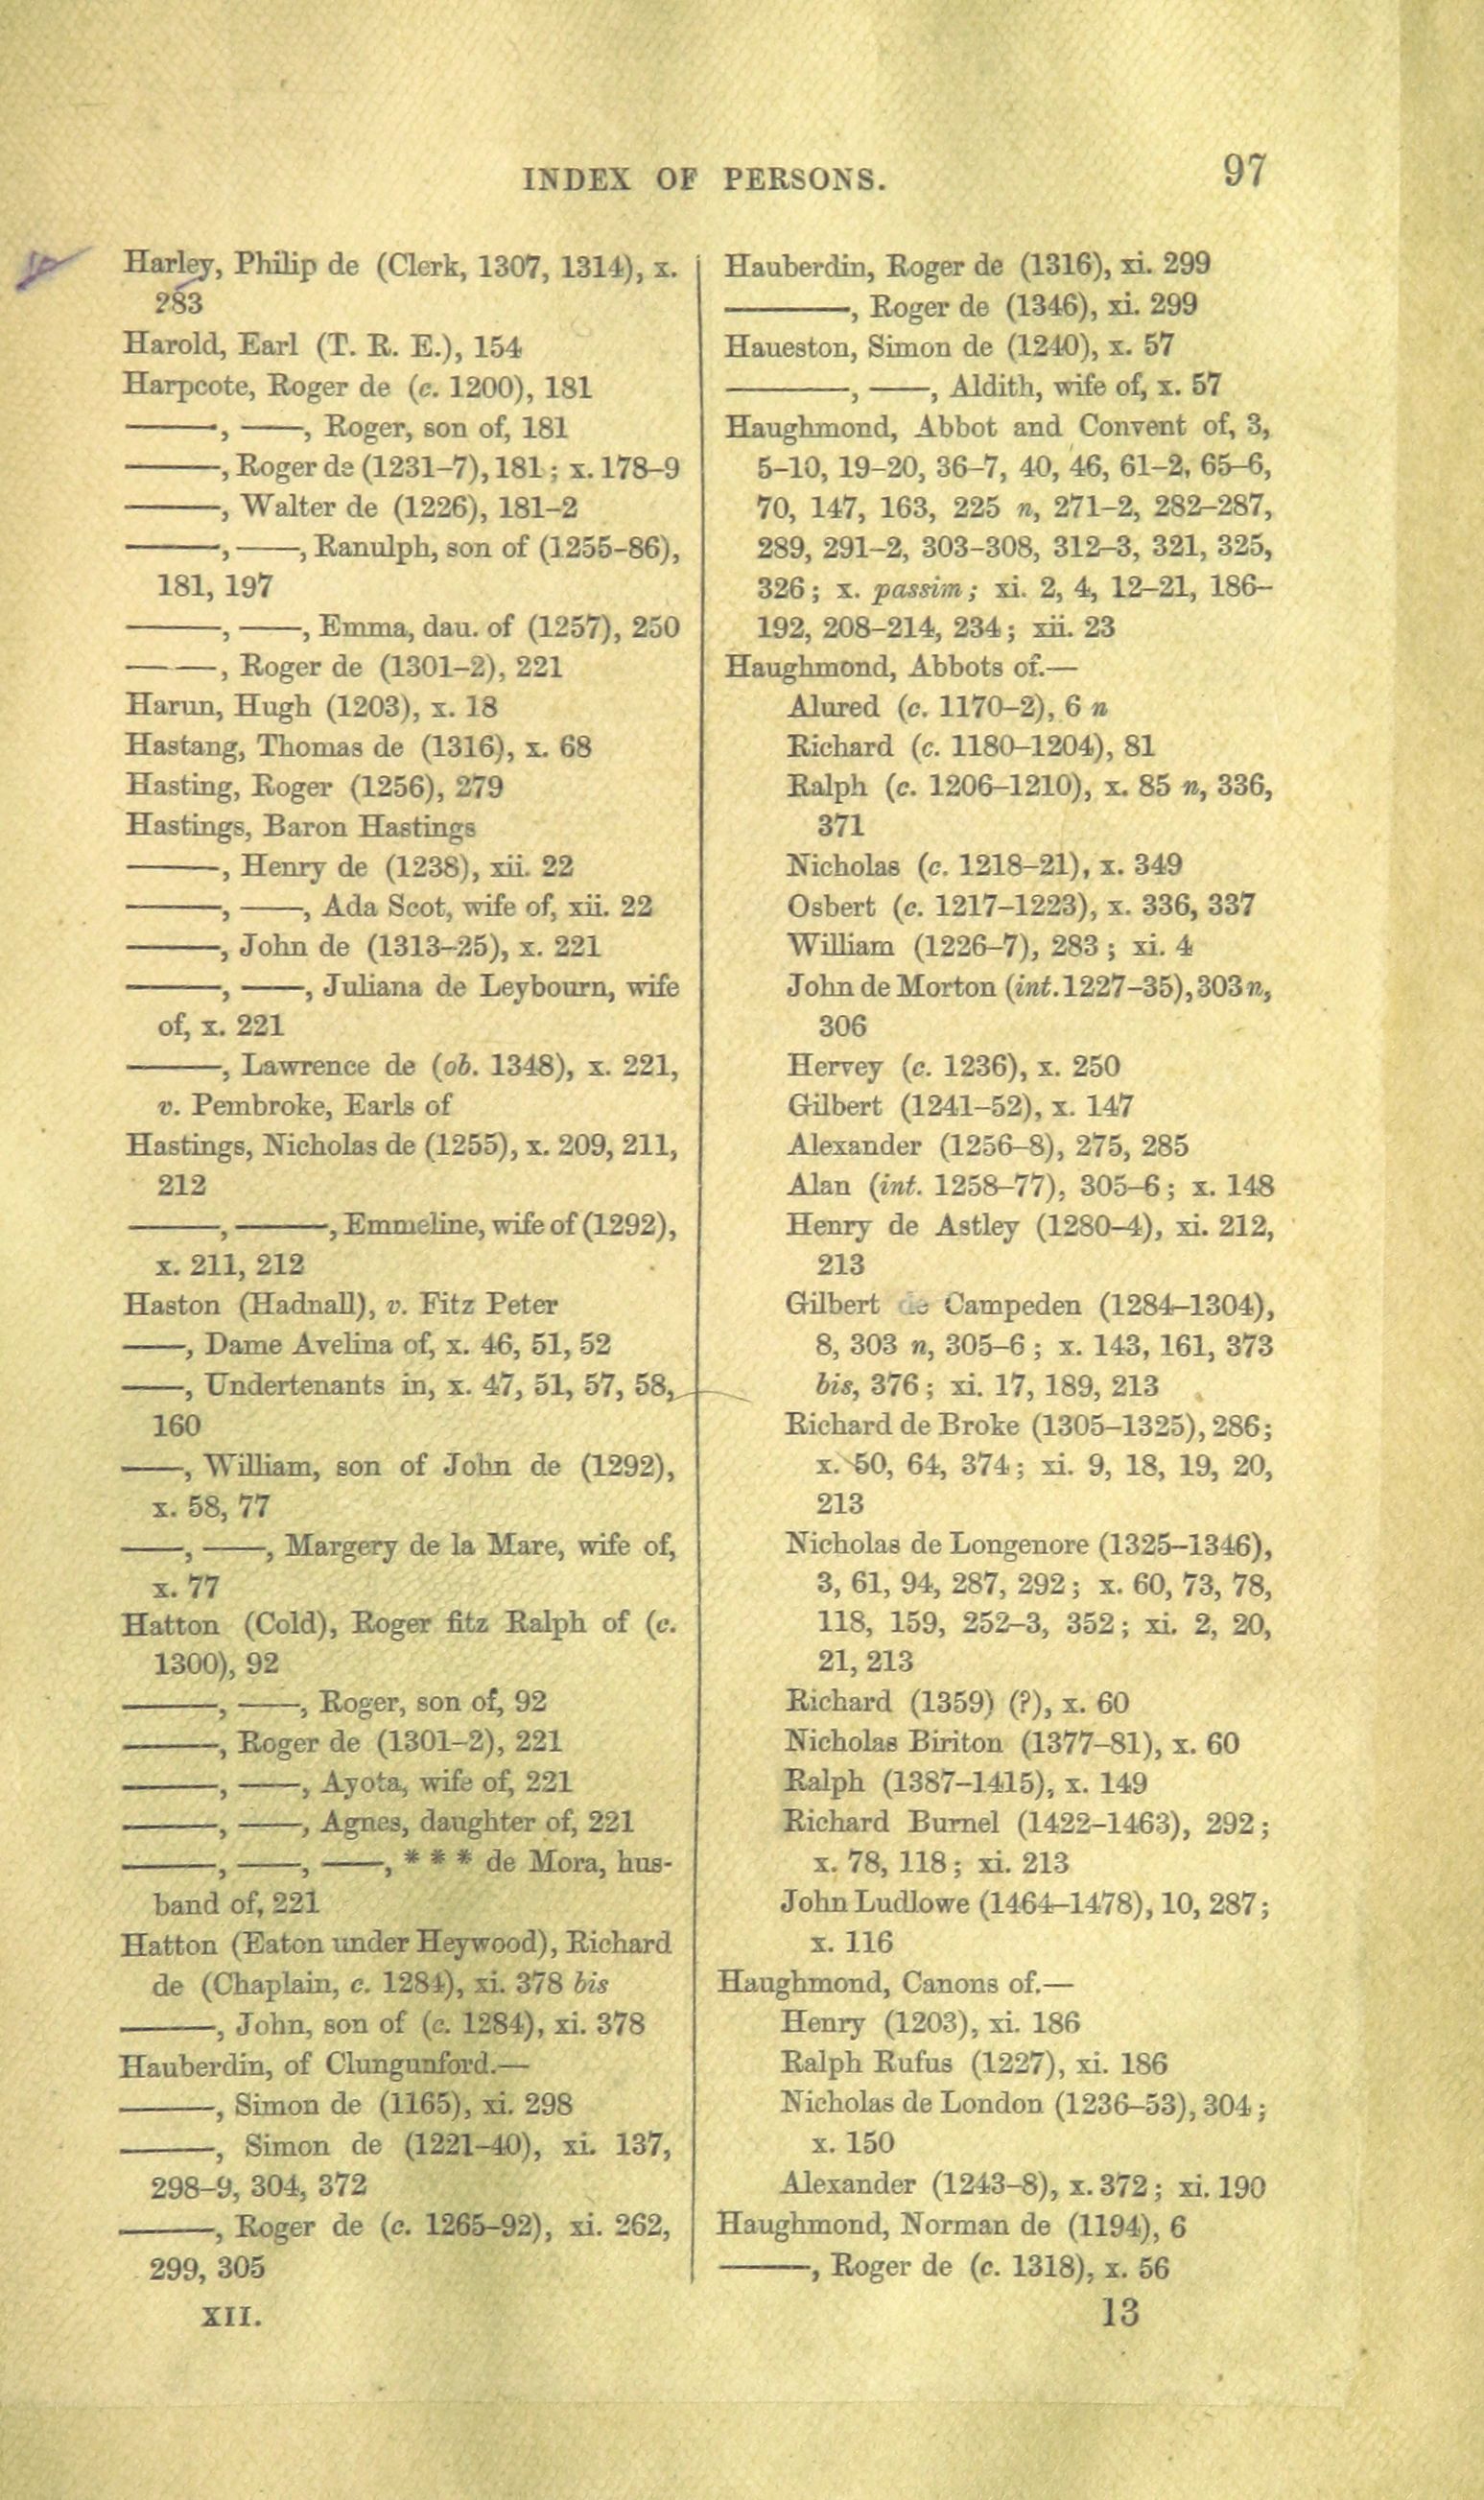 INDEX OF PERSONS. 97
Harley, Philip de (Clerk, 1307, 1314), x.
283
Harold, Earl (T. R. E.), 154
Harpcote, Roger de (c. 1200), 181
———, ——, Roger, son of, 181
———, Roger de (1231–7), 181; x. 178–9
———, Walter de (1226), 181–2
———, ——, Ranulph, son of (1255–86),
181, 197
———, ——, Emma, dau. of (1257), 250
———, Roger de (1301–2), 221
Harun, Hugh (1203), x. 18
Hastang, Thomas de (1316), x. 68
Hasting, Roger (1256), 279
Hastings, Baron Hastings
———, Henry de (1238), xii. 22
———, ——, Ada Scot, wife of, xii. 22
———, John de (1313–25), x. 221
———, ——, Juliana de Leybourn, wife
of, x. 221
———, Lawrence de (ob. 1348), x. 221,
v. Pembroke, Earls of
Hastings, Nicholas de (1255), x. 209, 211,
212
———, ———, Emmeline, wife of (1292),
x. 211, 212
Haston (Hadnall), v. Fitz Peter
——, Dame Avelina of, x. 46, 51, 52
——, Undertenants in, x. 47, 51, 57, 58,
160
——, William, son of John de (1292),
x. 58, 77
——, ——, Margery de la Mare, wife of,
x. 77
Hatton (Cold), Roger fitz Ralph of (c.
1300), 92
———, ——, Roger, son of, 92
———, Roger de (1301–2), 221
———, ——, Ayota, wife of, 221
———, ——, Agnes, daughter of, 221
———, ——, ——, * * * de Mora, hus-
band of, 221
Hatton (Eaton under Heywood), Richard
de (Chaplain, c. 1284), xi. 378 bis
———, John, son of (c. 1284), xi. 378
Hauberdin, of Clungunford.—
———, Simon de (1165), xi. 298
———, Simon de (1221–40), xi. 137,
298–9, 304, 372
———, Roger de (c. 1265–92), xi. 262,
299, 305
XII.
Hauberdin, Roger de (1316), xi. 299
————, Roger de (1346), xi. 299
Haueston, Simon de (1240), x. 57
————, ——, Aldith, wife of, x. 57
Haughmond, Abbot and Convent of, 3,
5–10, 19–20, 36–7, 40, 46, 61–2, 65–6,
70, 147, 163, 225 n, 271–2, 282–287,
289, 291–2, 303–308, 312–3, 321, 325,
326; x. passim; xi. 2, 4, 12–21, 186–
192, 208–214, 234; xii. 23
Haughmond, Abbots of.—
Alured (c. 1170–2), 6 n
Richard (c. 1180–1204), 81
Ralph (c. 1206–1210), x. 85 n, 336,
371
Nicholas (c. 1218–21), x. 349
Osbert (c. 1217–1223), x. 336, 337
William (1226–7), 283; xi. 4
John de Morton (int. 1227–35), 303 n,
306
Hervey (c. 1236), x. 250
Gilbert (1241–52), x. 147
Alexander (1256–8), 275, 285
Alan (int. 1258–77), 305–6; x. 148
Henry de Astley (1280–4), xi. 212,
213
Gilbert de Campeden (1284–1304),
8, 303 n, 305–6; x. 143, 161, 373
bis, 376; xi. 17, 189, 213
Richard de Broke (1305–1325), 286;
x. 50, 64, 374; xi. 9, 18, 19, 20,
213
Nicholas de Longenore (1325–1346),
3, 61, 94, 287, 292; x. 60, 73, 78,
118, 159, 252–3, 352; xi. 2, 20,
21, 213
Richard (1359) (?), x. 60
Nicholas Biriton (1377–81), x. 60
Ralph (1387–1415), x. 149
Richard Burnel (1422–1463), 292;
x. 78, 118; xi. 213
John Ludlowe (1464–1478), 10, 287;
x. 116
Haughmond, Canons of.—
Henry (1203), xi. 186
Ralph Rufus (1227), xi. 186
Nicholas de London (1236–53), 304;
x. 150
Alexander (1243–8), x. 372; xi. 190
Haughmond, Norman de (1194), 6
———, Roger de (c. 1318), x. 56
13